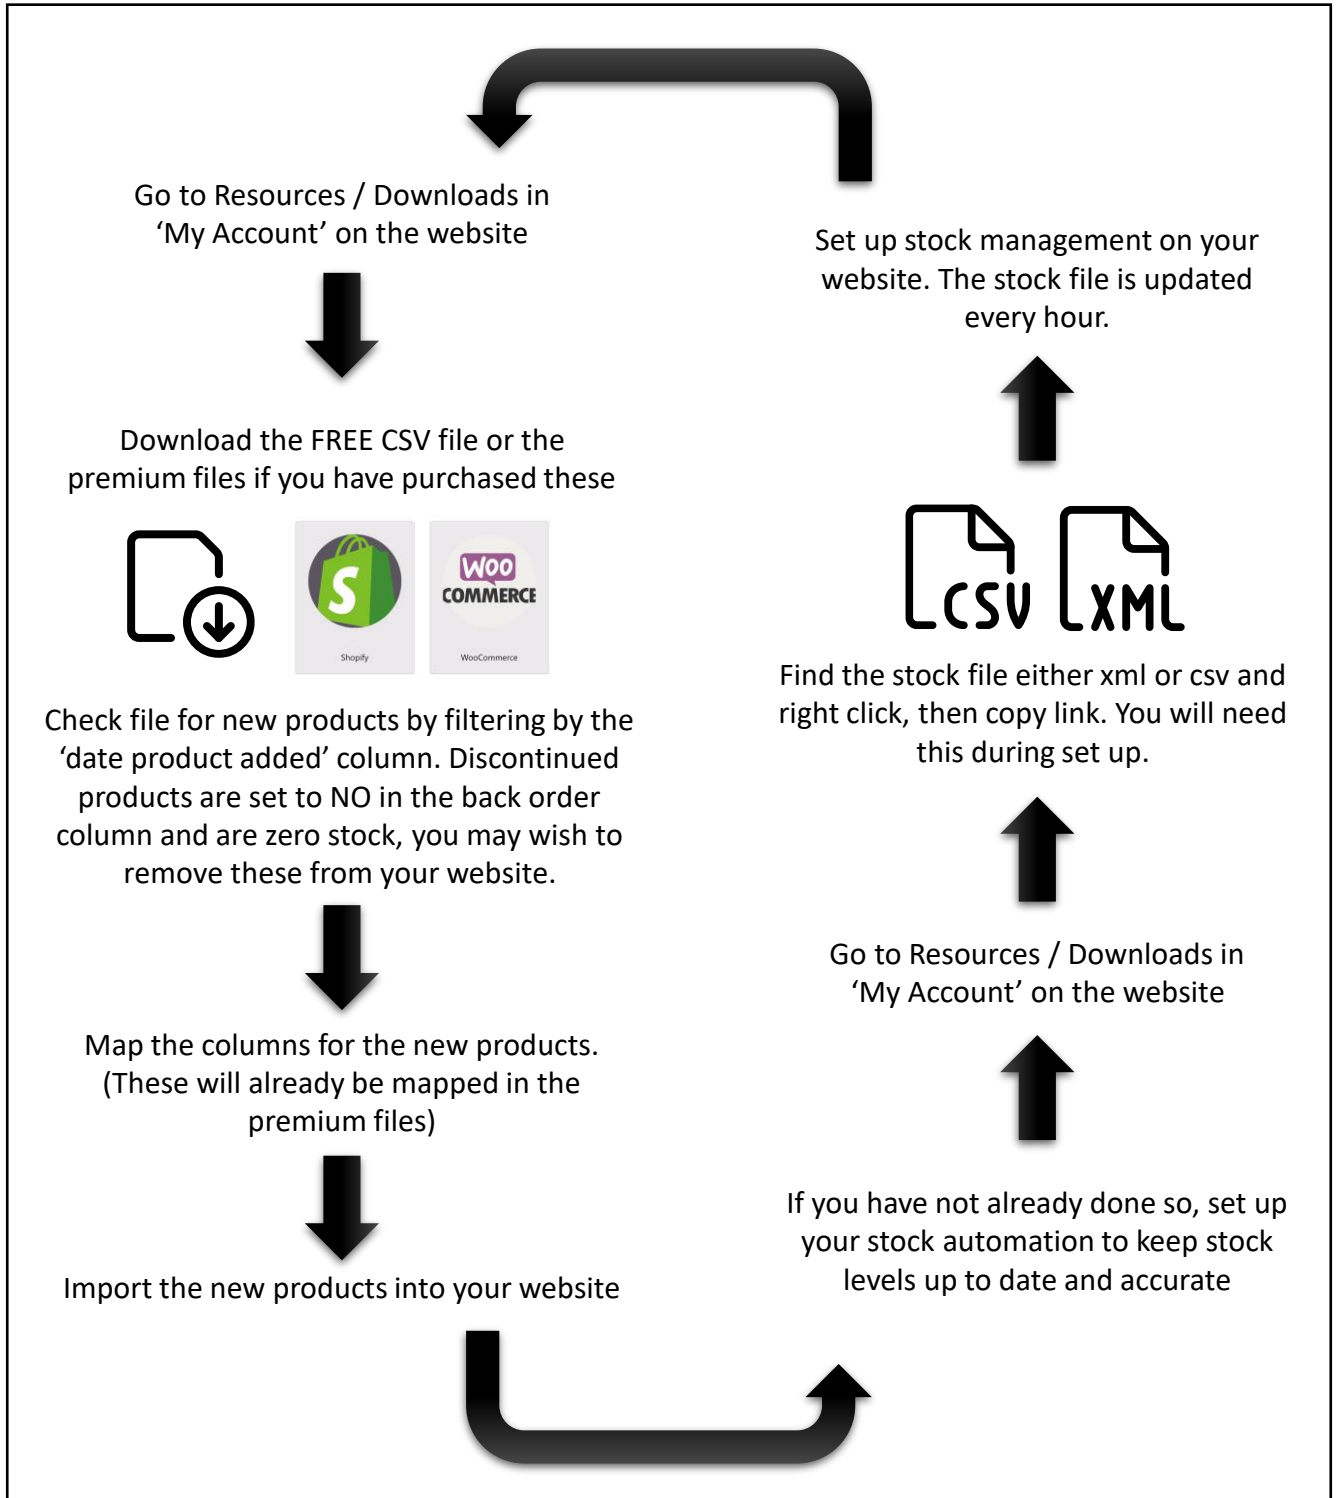 Go to Resources / Downloads in
‘My Account’ on the website
Download the FREE CSV file or the
premium files if you have purchased these
S
Shopify
WOO
COMMERCE
WooCommerce
Check file for new products by filtering by the
‘date product added’ column. Discontinued
products are set to NO in the back order
column and are zero stock, you may wish to
remove these from your website.
Map the columns for the new products.
(These will already be mapped in the
premium files)
Import the new products into your website
If you have not already done so, set up
your stock automation to keep stock
levels up to date and accurate
Go to Resources / Downloads in
‘My Account’ on the website
CSV
XML
Find the stock file either xml or csv and
right click, then copy link. You will need
this during set up.
Set up stock management on your
website. The stock file is updated
every hour.